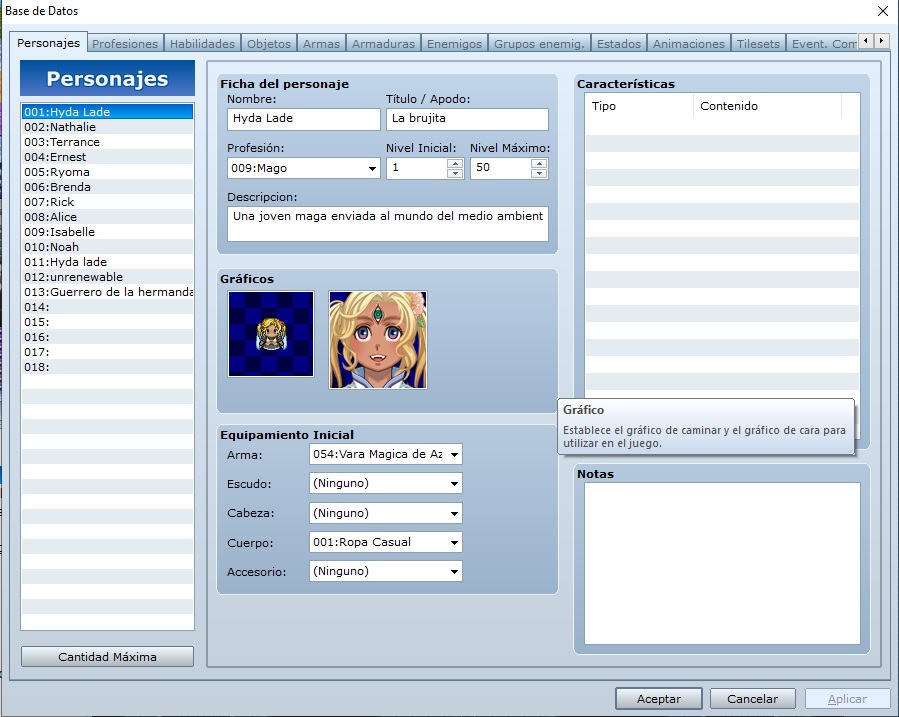 Base de Datos
Personajes
Profesiones
Habilidades
Objetos
Armas
Armaduras
Enemigos
Grupos enemig.
Estados
Animaciones
Tilesets
Event. Com
Personajes
001:Hyda Lade
002:Nathalie
003:Terrance
004:Ernest
005:Ryoma
006:Brenda
007:Rick
008:Alice
009:Isabelle
010:Noah
011:Hyda lade
012:unrenewable
013:Guerrero de la hermanda
014:
015:
016:
017:
018:
Cantidad Máxima
Ficha del personaje
Nombre:
Título / Apodo:
Hyda Lade
La brujita
Profesión:
Nivel Inicial:
Nivel Máximo:
009:Mago
1
50
Descripcion:
Una joven maga enviada al mundo del medio ambient
Gráficos
Equipamiento Inicial
Arma:
054:Vara Magica de Az
Escudo:
(Ninguno)
Cabeza:
(Ninguno)
Cuerpo:
001:Ropa Casual
Accesorio:
(Ninguno)
Características
Tipo
Contenido
Gráfico
Establece el gráfico de caminar y el gráfico de cara para
utilizar en el juego.
Notas
Aceptar
Cancelar
Aplicar